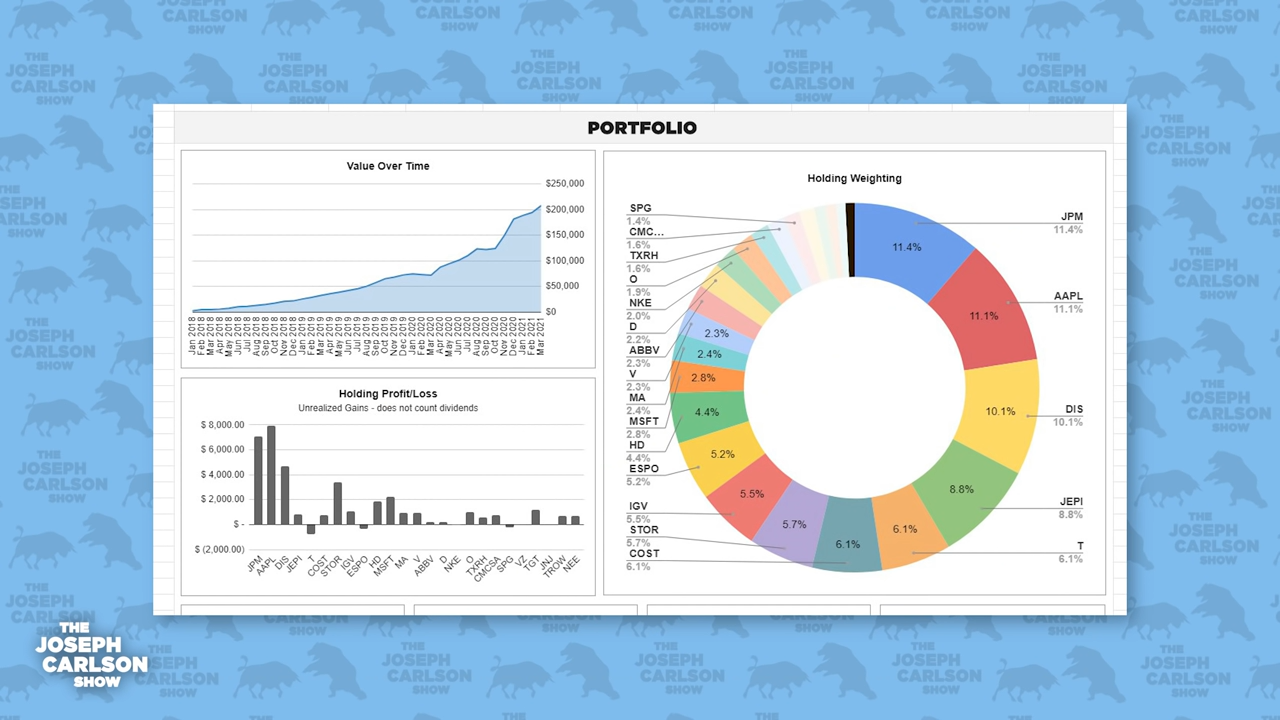 PORTFOLIO
Value Over Time
$250,000
$200,000
$150,000
$100,000
$50,000
$0
Jan 2018
Feb 2018
Mar 2018
Apr 2018
May 2018
Jun 2018
Jul 2018
Aug 2018
Sep 2018
Oct 2018
Nov 2018
Dec 2018
Jan 2019
Feb 2019
Mar 2019
Apr 2019
May 2019
Jun 2019
Jul 2019
Aug 2019
Sep 2019
Oct 2019
Nov 2019
Dec 2019
Jan 2020
Feb 2020
Mar 2020
Apr 2020
May 2020
Jun 2020
Jul 2020
Aug 2020
Sep 2020
Oct 2020
Nov 2020
Dec 2020
Jan 2021
Feb 2021
Mar 2021
Holding Profit/Loss
Unrealized Gains - does not count dividends
$ 8,000.00
$ 6,000.00
$ 4,000.00
$ 2,000.00
$ -
$ (2,000.00)
JPM
AAPL
DIS
JEPI
T
COST
STOR
IGV
ESPO
HD
MSFT
MA
V
ABBV
D
NKE
O
TXRH
CMCSA
SPG
VZ
TGT
JNJ
TROW
NEE
Holding Weighting
SPG
1.4%
CMC...
1.6%
TXRH
1.6%
O
1.9%
NKE
2.0%
D
2.2%
ABBV
2.3%
V
2.3%
MA
2.4%
MSFT
2.8%
HD
4.4%
ESPO
5.2%
IGV
5.5%
STOR
5.7%
COST
6.1%
11.4%
11.1%
10.1%
8.8%
6.1%
6.1%
5.7%
5.5%
5.2%
4.4%
2.8%
2.4%
2.3%
JPM
11.4%
AAPL
11.1%
DIS
10.1%
JEPI
8.8%
T
6.1%
THE
JOSEPH
CARLSON
SHOW